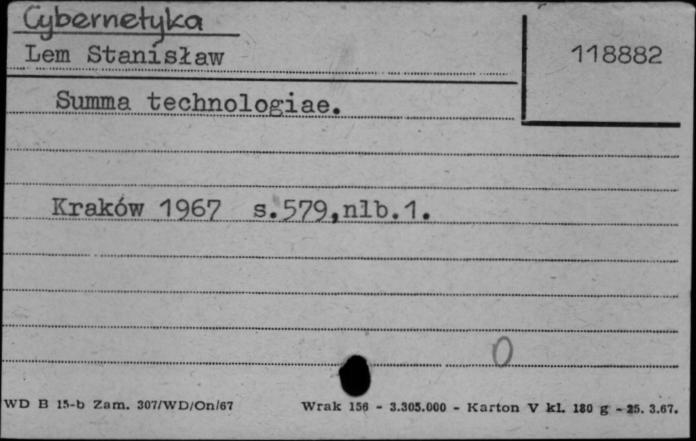 Cybernetyka
Lem Stanisław
118882
Summa technologiae.
Kraków 1967 s.579,nlb.1.
0
WD B 15-b Zam. 307/WD/On/67 Wrak 156 - 3.305.000 - Karton V kl. 180 g - 25. 3.67.